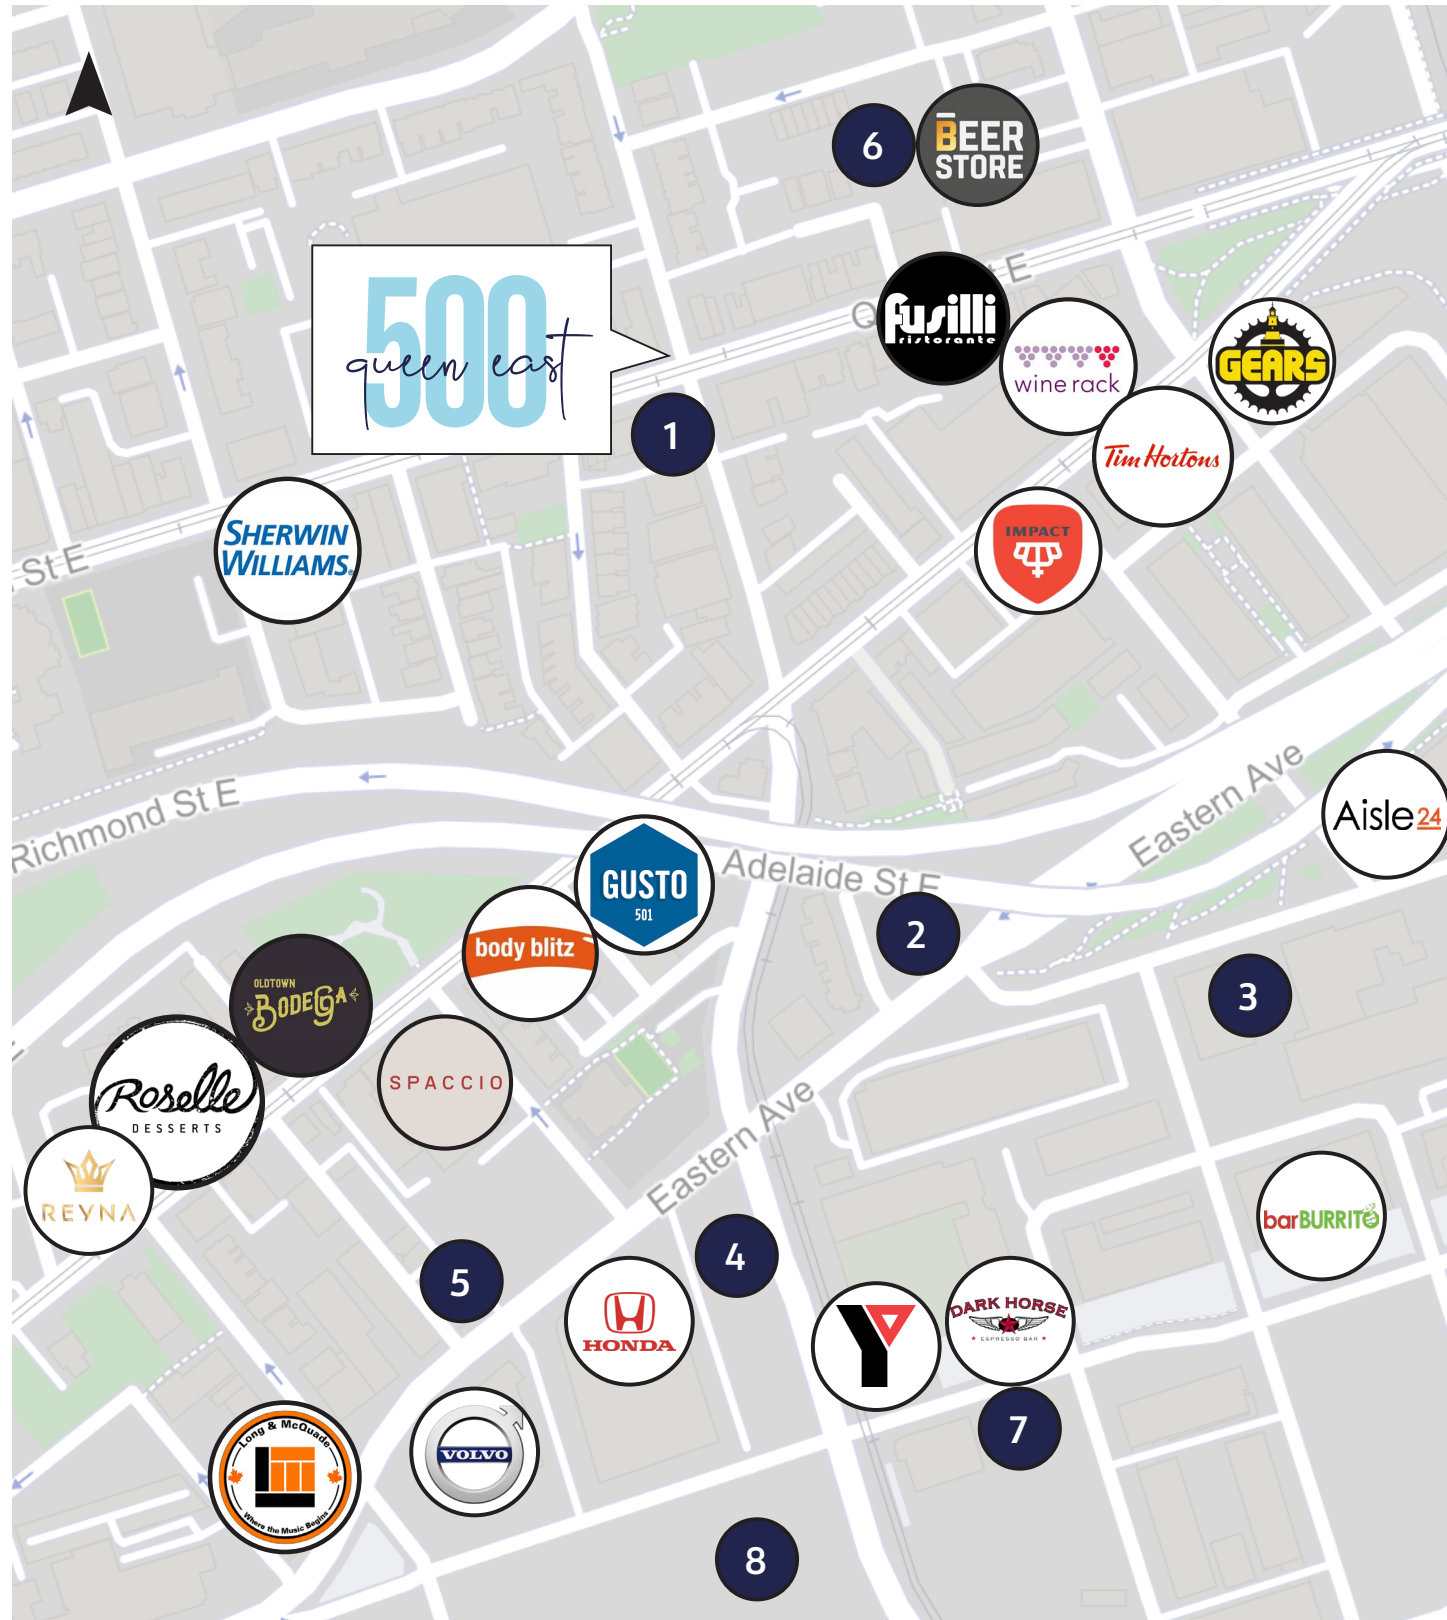 6
BEER
STORE
500
queen east
Q
E
fusilli
ristorante
wine rack
GEARS
1
Tim Hortons
SHERWIN
WILLIAMS
IMPACT
St E
Richmond St E
Eastern Ave
Aisle 24
GUSTO
501
Adelaide St E
body blitz
2
3
OLDTOWN
BODEGA
Roselle
DESSERTS
SPACCIO
REYNA
Eastern Ave
barBURRITO
4
5
HONDA
DARK HORSE
ESPRESSO BAR
Y
7
Long & McQuade
Where the Music Begins
VOLVO
8